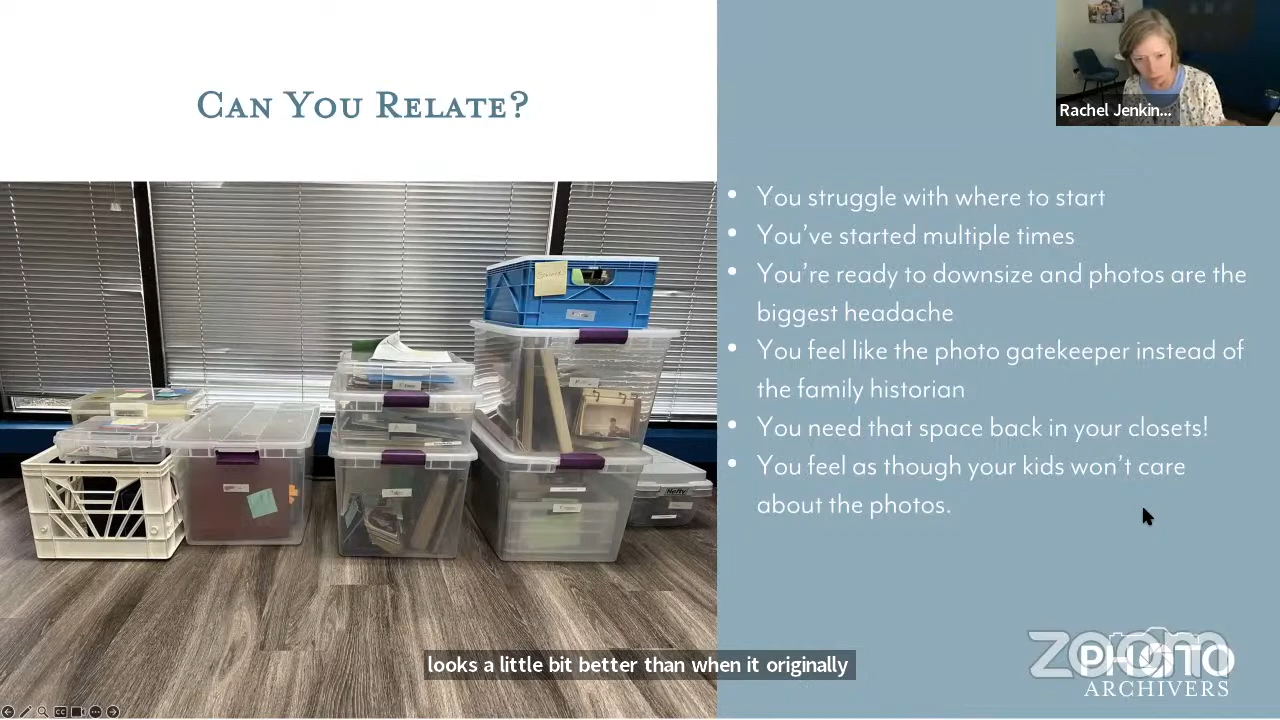 Can You Relate?
Rachel Jenkin...
• You struggle with where to start
• You've started multiple times
• You're ready to downsize and photos are the
biggest headache
• You feel like the photo gatekeeper instead of
the family historian
• You need that space back in your closets!
• You feel as though your kids won't care
about the photos.
Nefty
looks a little bit better than when it originally
zoom
PHOTO
ARCHIVERS
CC